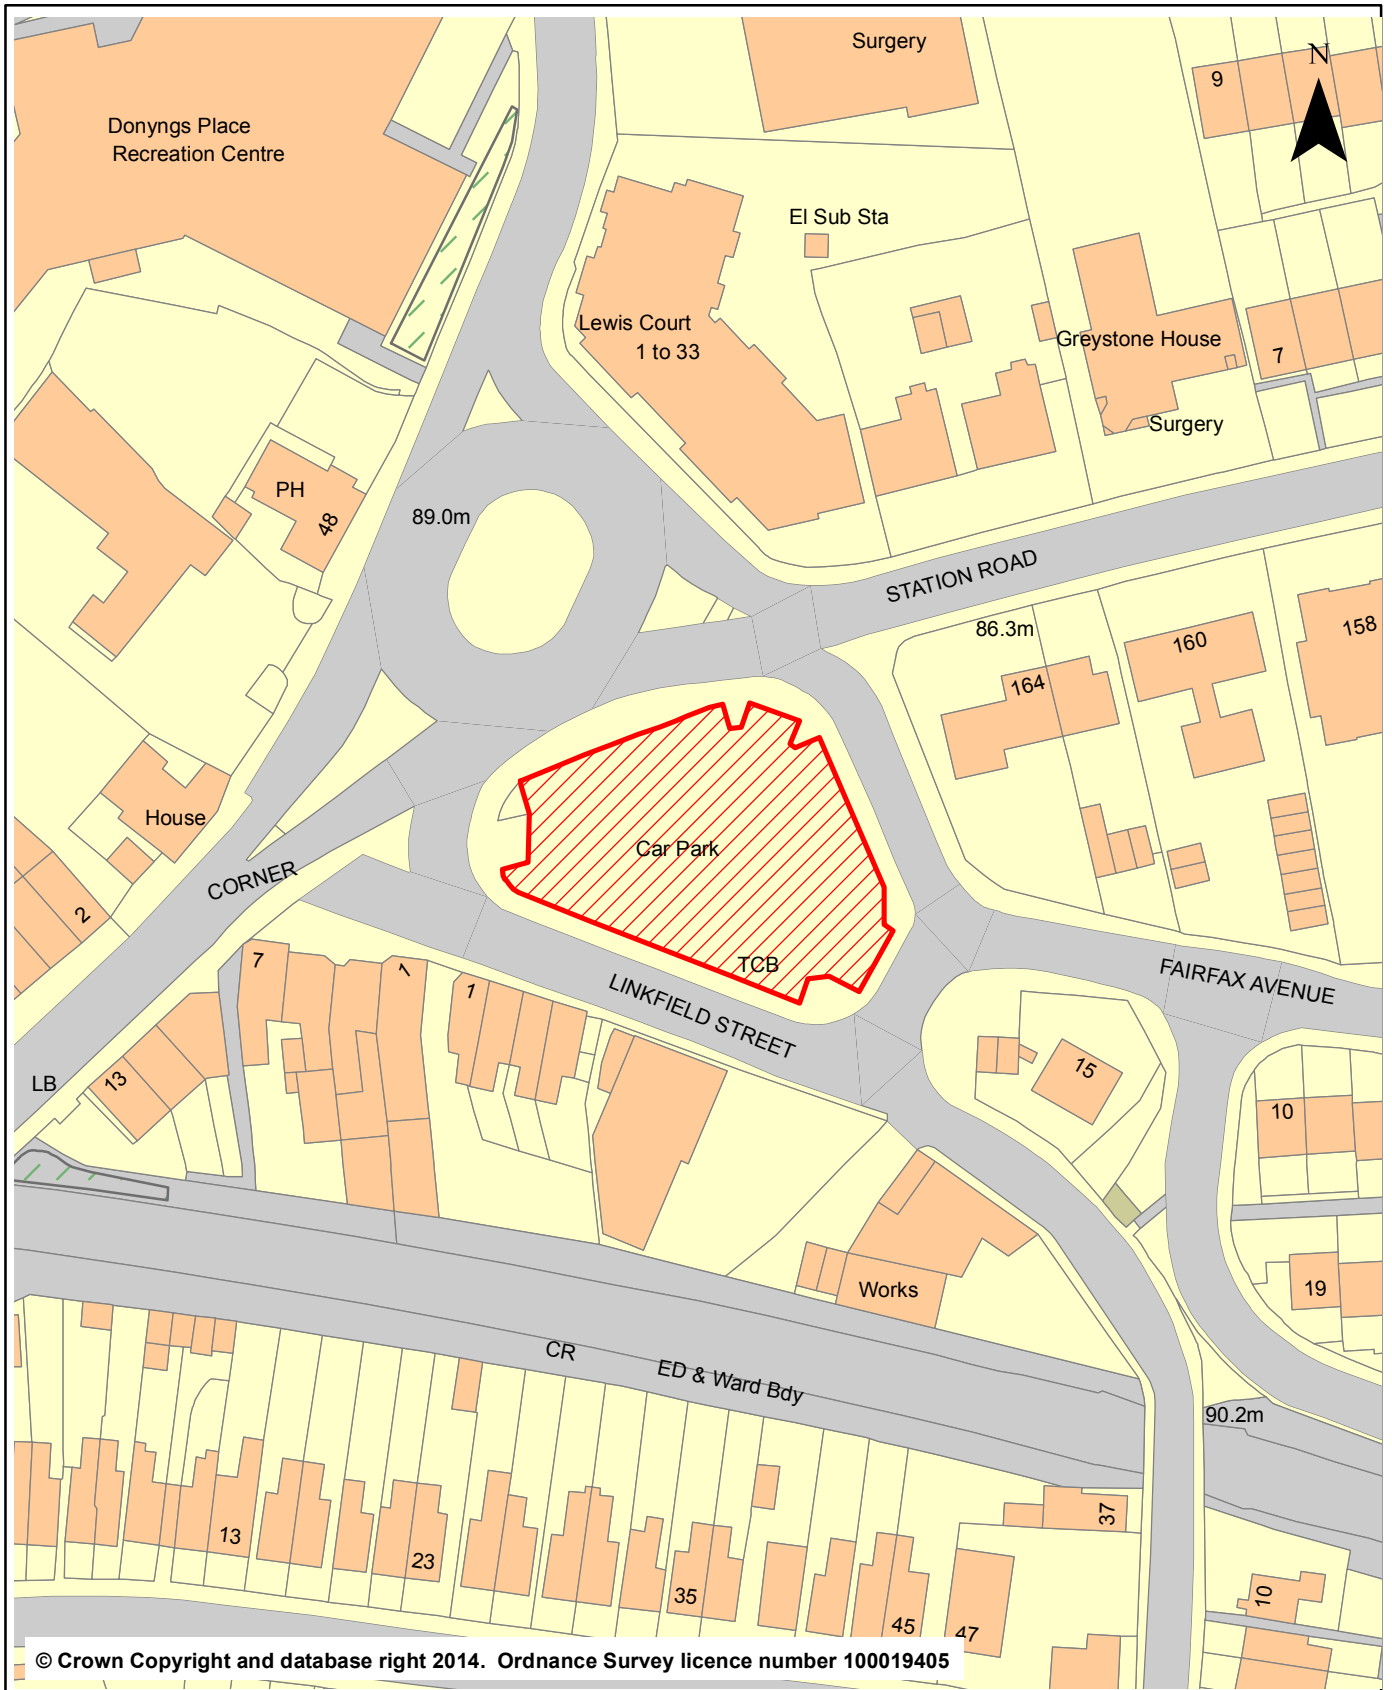 Surgery
N
9
Donyngs Place
Recreation Centre
El Sub Sta
Lewis Court
1 to 33
Greystone House
7
Surgery
PH
48
89.0m
STATION ROAD
86.3m
158
160
164
House
Car Park
CORNER
2
TCB
7
1
1
LINKFIELD STREET
FAIRFAX AVENUE
LB
13
15
10
19
Works
CR
ED & Ward Bdy
90.2m
37
13
23
35
45
47
10
© Crown Copyright and database right 2014. Ordnance Survey licence number 100019405